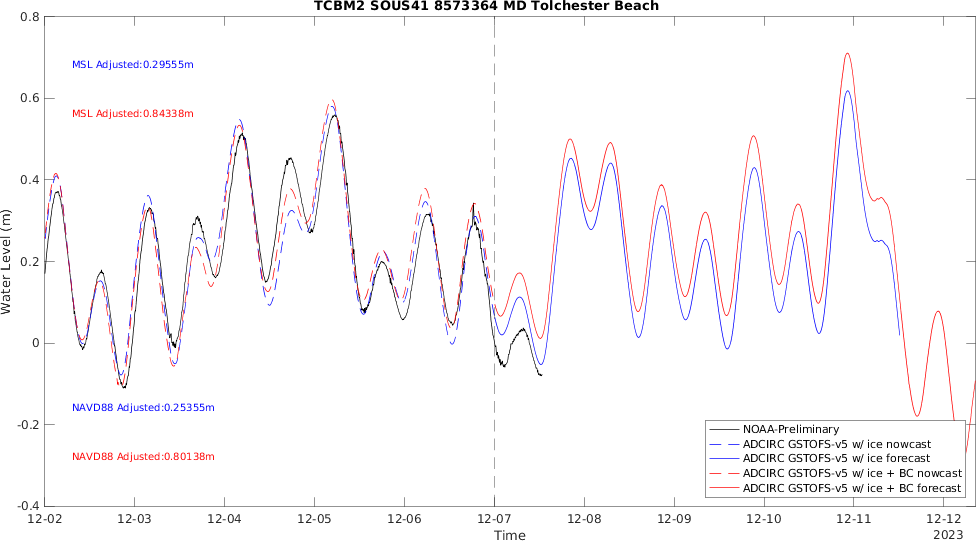 TCBM2 SOUS41 8573364 MD Tolchester Beach
0.8
MSL Adjusted:0.29555m
0.6
MSL Adjusted:0.84338m
0.4
Water Level (m)
0.2
0
NAVD88 Adjusted:0.25355m
-0.2
NAVD88 Adjusted:0.80138m
-0.4
NOAA-Preliminary
ADCIRC GSTOFS-v5 w/ ice nowcast
ADCIRC GSTOFS-v5 w/ ice forecast
ADCIRC GSTOFS-v5 w/ ice + BC nowcast
ADCIRC GSTOFS-v5 w/ ice + BC forecast
12-02 12-03 12-04 12-05 12-06 12-07 12-08 12-09 12-10 12-11 12-12
Time
2023